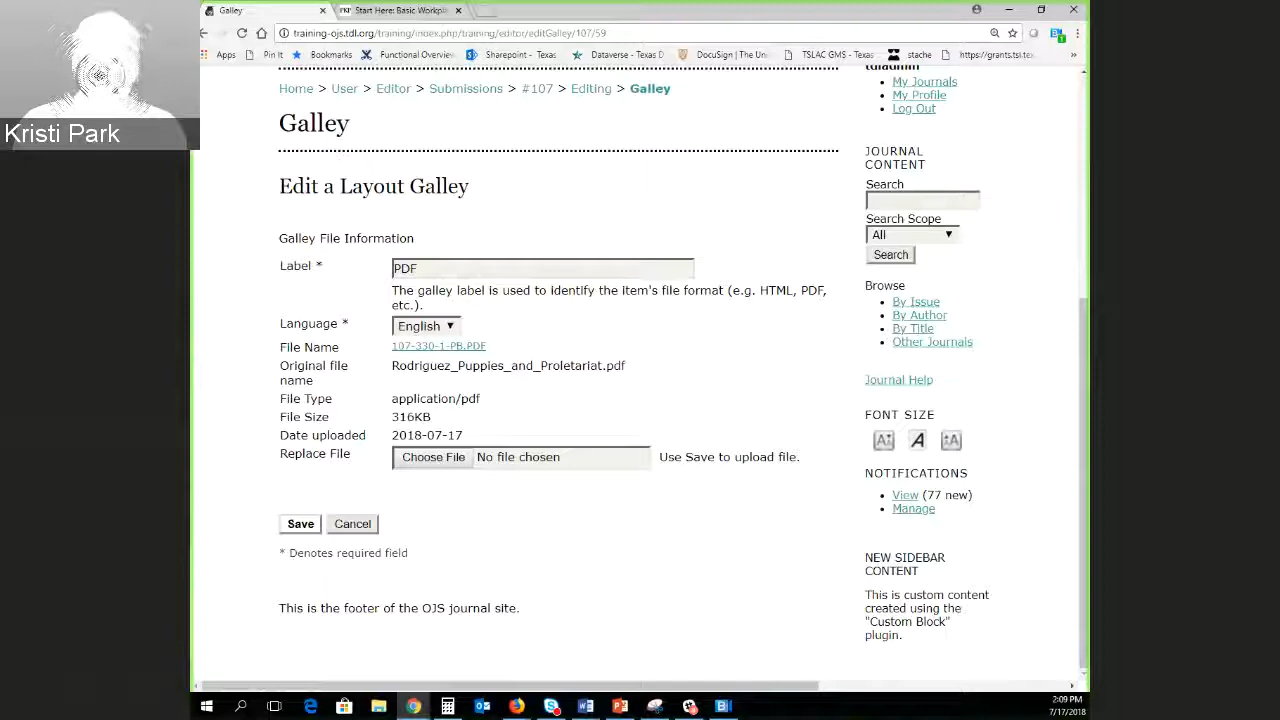 Galley
Start Here: Basic Workpla
training-ojs.tdl.org/training/index.php/training/editor/editGalley/107/59
Apps Pin It Bookmarks Functional Overview Sharepoint - Texas Dataverse - Texas D DocuSign | The Uni TSLAC GMS - Texas stache https://grants.tsl.tex
Kristi Park
tdladmin
My Journals
My Profile
Log Out
Home > User > Editor > Submissions > #107 > Editing > Galley
Galley
Edit a Layout Galley
Galley File Information
Label * PDF
The galley label is used to identify the item's file format (e.g. HTML, PDF,
etc.).
Language * English
File Name 107-330-1-PB.PDF
Original file
name
Rodriguez_Puppies_and_Proletariat.pdf
File Type application/pdf
File Size 316KB
Date uploaded 2018-07-17
Replace File Choose File No file chosen Use Save to upload file.
Save Cancel
* Denotes required field
This is the footer of the OJS journal site.
JOURNAL
CONTENT
Search
Search Scope
All
Search
Browse
By Issue
By Author
By Title
Other Journals
Journal Help
FONT SIZE
NOTIFICATIONS
View (77 new)
Manage
NEW SIDEBAR
CONTENT
This is custom content
created using the
"Custom Block"
plugin.
2:09 PM
7/17/2018